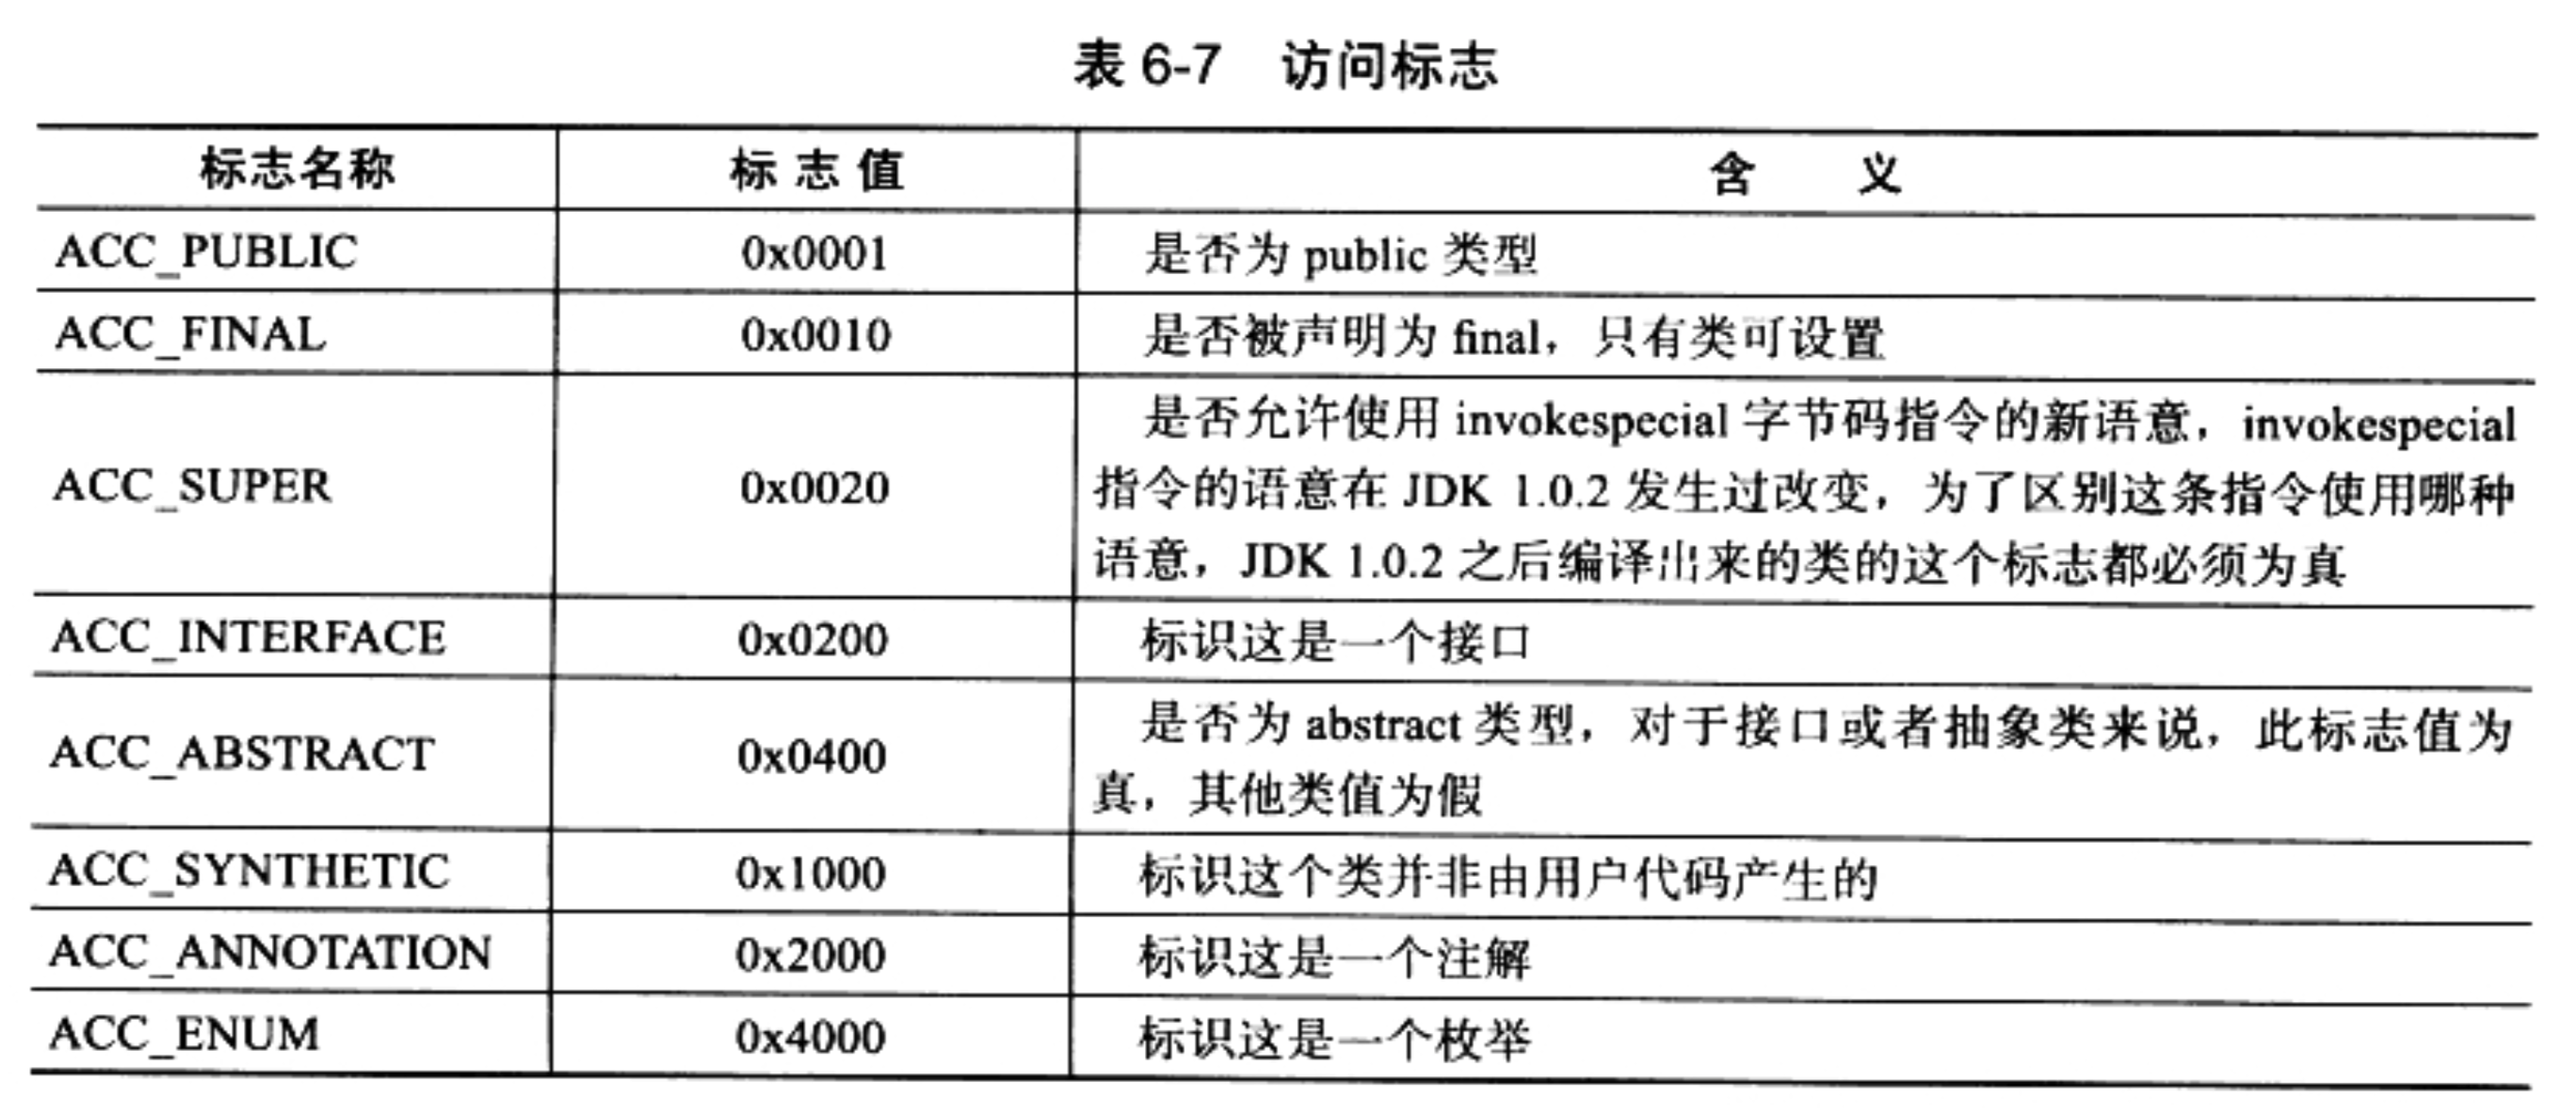 表 6-7 访问标志
标志名称 标 志 值 含 义
ACC_PUBLIC 0x0001 是否为 public 类型
ACC_FINAL 0x0010 是否被声明为 final，只有类可设置
是否允许使用 invokespecial 字节码指令的新语意，invokespecial
ACC_SUPER 0x0020 指令的语意在 JDK 1.0.2 发生过改变，为了区别这条指令使用哪种
语意，JDK 1.0.2 之后编译出来的类的这个标志都必须为真
ACC_INTERFACE 0x0200 标识这是一个接口
ACC_ABSTRACT 0x0400 是否为 abstract 类型，对于接口或者抽象类来说，此标志值为
真，其他类值为假
ACC_SYNTHETIC 0x1000 标识这个类并非由用户代码产生的
ACC_ANNOTATION 0x2000 标识这是一个注解
ACC_ENUM 0x4000 标识这是一个枚举